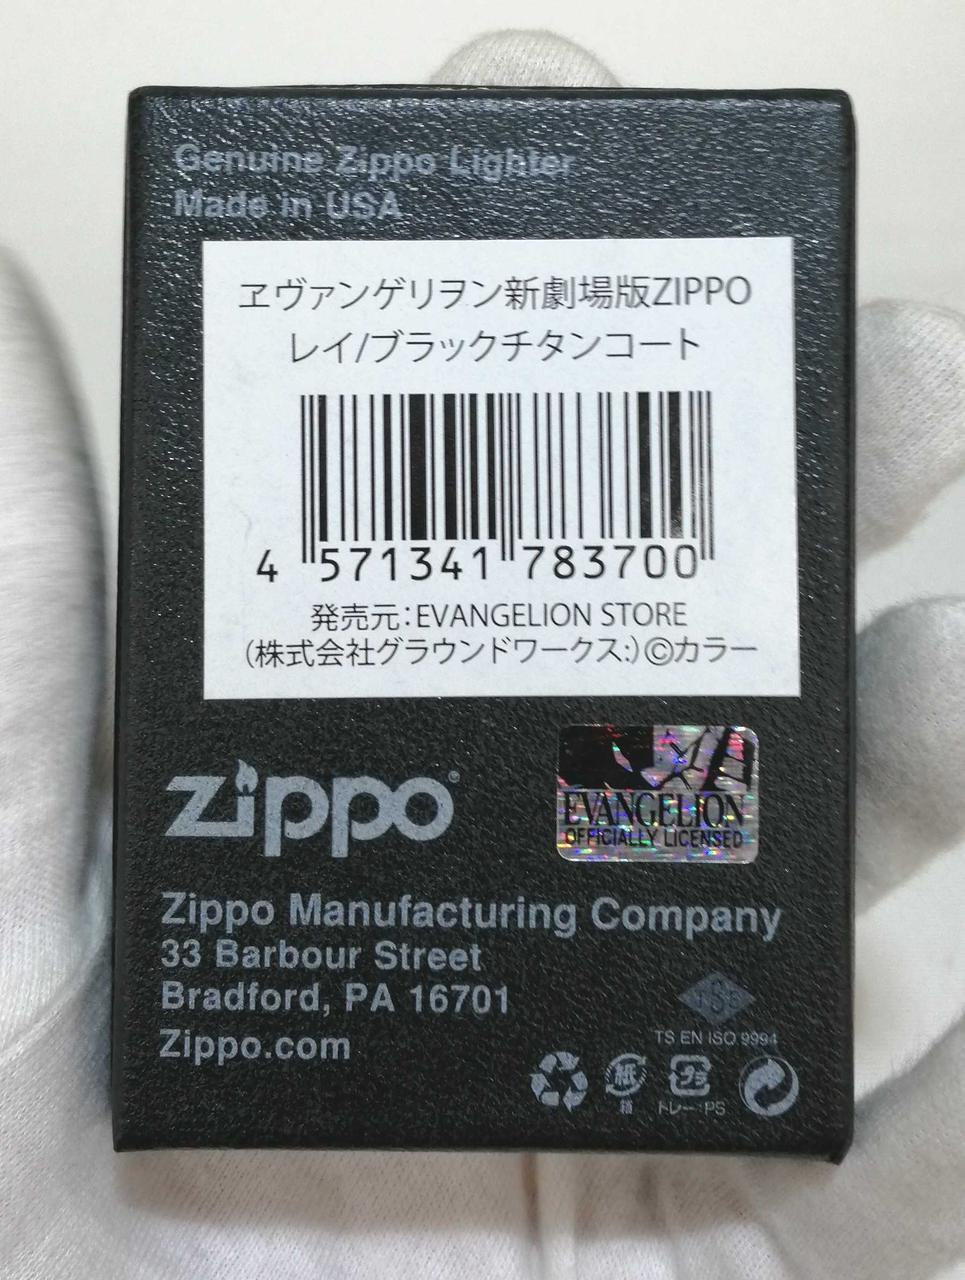 Genuine Zippo Lighter
Made in USA
ヱヴァンゲリヲン新劇場版ZIPPO
レイ/ブラックチタンコート
4 571341 783700
発売元：EVANGELION STORE
（株式会社グラウンドワークス:）©カラー
zippo®
EVANGELION
OFFICIALLY LICENSED
Zippo Manufacturing Company
33 Barbour Street
Bradford, PA 16701
Zippo.com
TSE
TS EN ISO 9994
紙 プラ
箱 トレー:PS